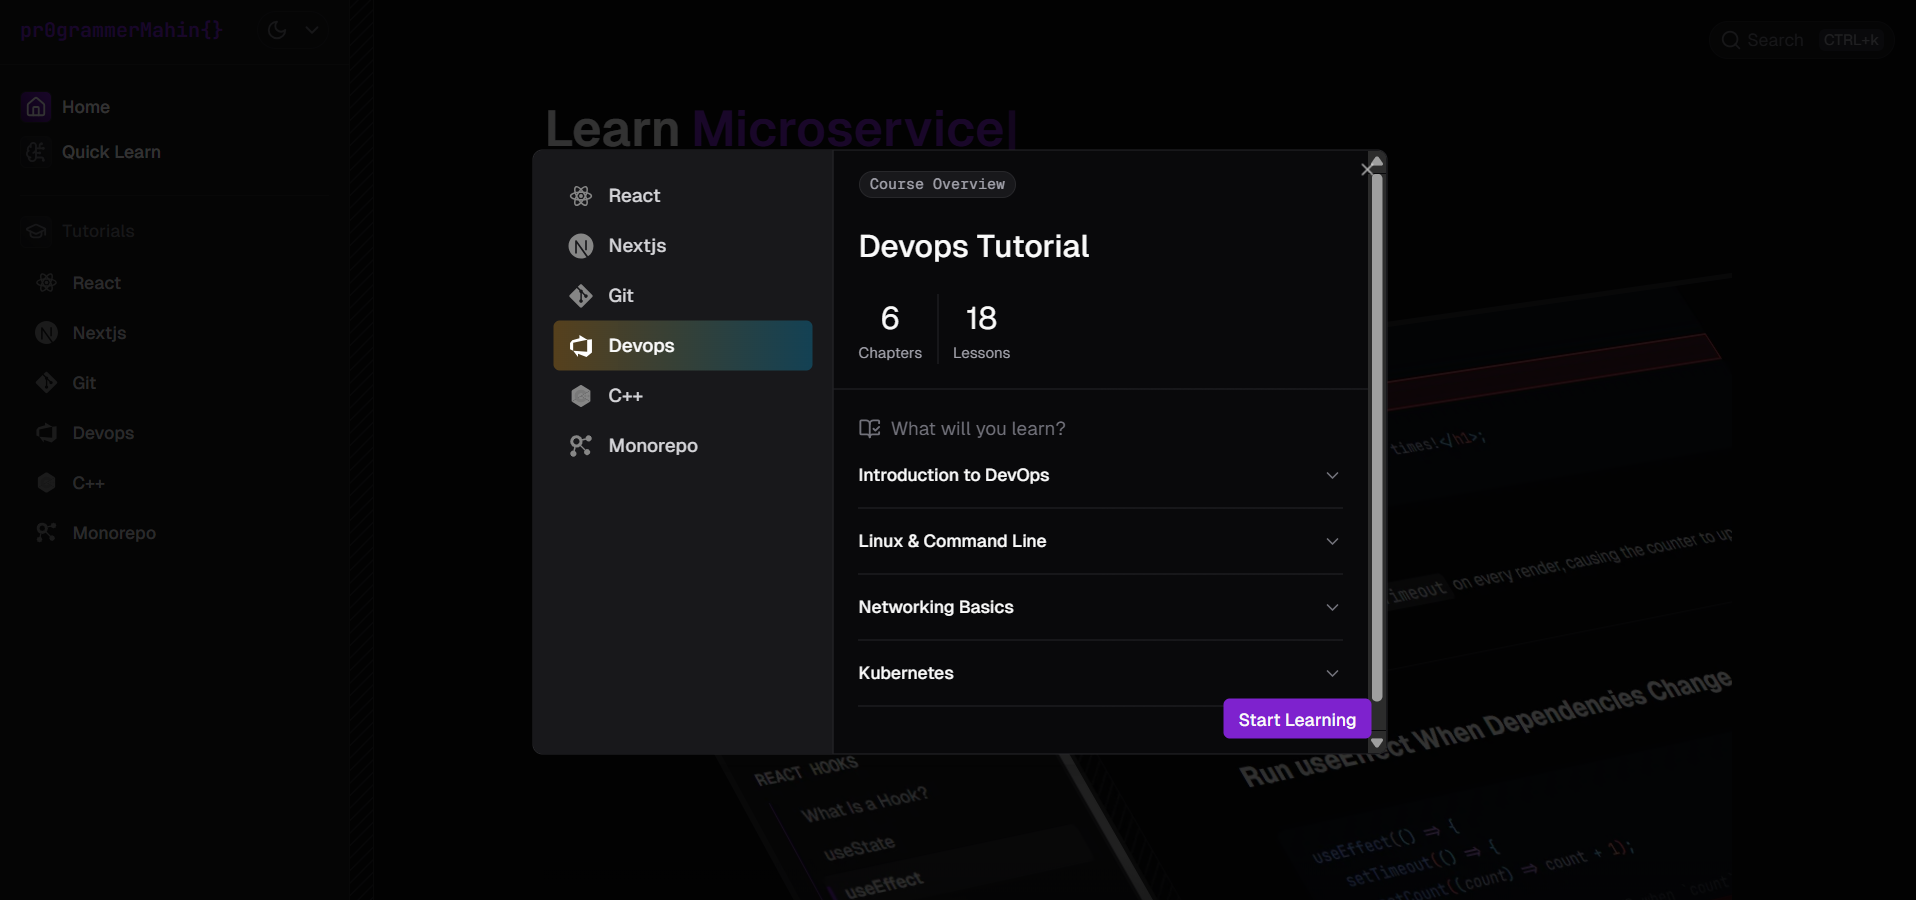 pr0grammerMahin{}
Search CTRL+k
Home
Quick Learn
Tutorials
React
Nextjs
Git
Devops
C++
Monorepo
Learn Microservice|
React
Nextjs
Git
Devops
C++
Monorepo
Course Overview
Devops Tutorial
6 18
Chapters Lessons
What will you learn?
Introduction to DevOps
Linux & Command Line
Networking Basics
Kubernetes
Start Learning
times!</h1>;
on every render, causing the counter to up
Run useEffect When Dependencies Change
REACT HOOKS
What Is a Hook?
useState
useEffect
useEffect(() => {
setTimeout(() => {
((count) => count + 1);